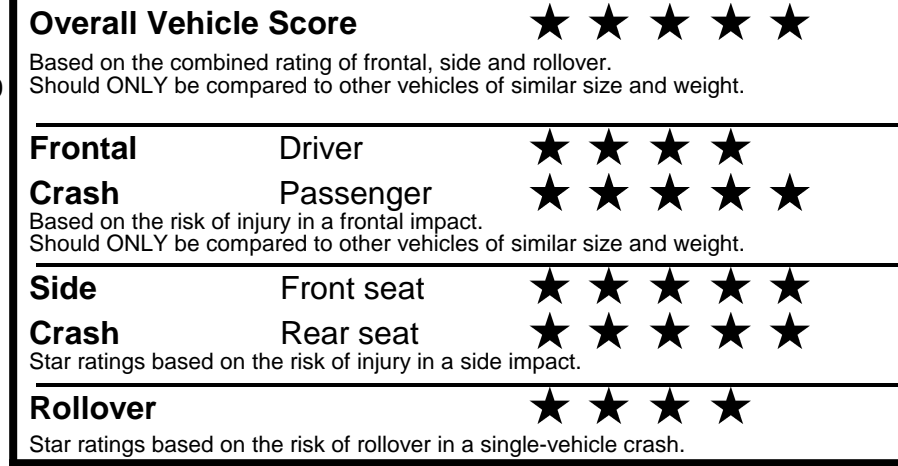 Overall Vehicle Score ★ ★ ★ ★ ★
Based on the combined rating of frontal, side and rollover.
Should ONLY be compared to other vehicles of similar size and weight.
Frontal Driver ★ ★ ★ ★
Crash Passenger ★ ★ ★ ★ ★
Based on the risk of injury in a frontal impact.
Should ONLY be compared to other vehicles of similar size and weight.
Side Front seat ★ ★ ★ ★ ★
Crash Rear seat ★ ★ ★ ★ ★
Star ratings based on the risk of injury in a side impact.
Rollover ★ ★ ★ ★
Star ratings based on the risk of rollover in a single-vehicle crash.